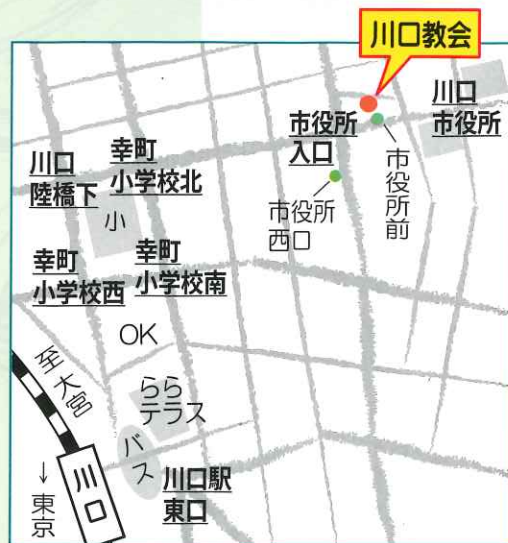 川口教会
川口
市役所
市役所
入口
市役所前
市役所
西口
川口
陸橋下
幸町
小学校北
小
幸町
小学校西
幸町
小学校南
OK
至大宮
らら
テラス
バス
川口駅
東口
川口
↓東京